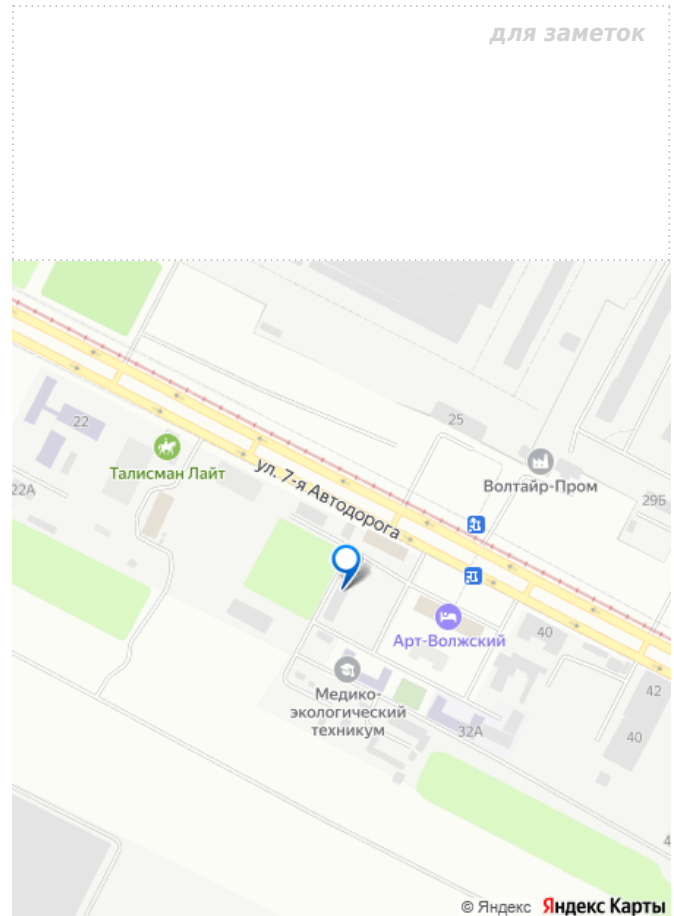 для заметок
22
25
Талисман Лайт
Волтайр-Пром
22А
ул. 7-я Автодорога
29Б
Арт-Волжский
40
Медико-
экологический
техникум
42
32А
40
4
© Яндекс Яндекс Карты